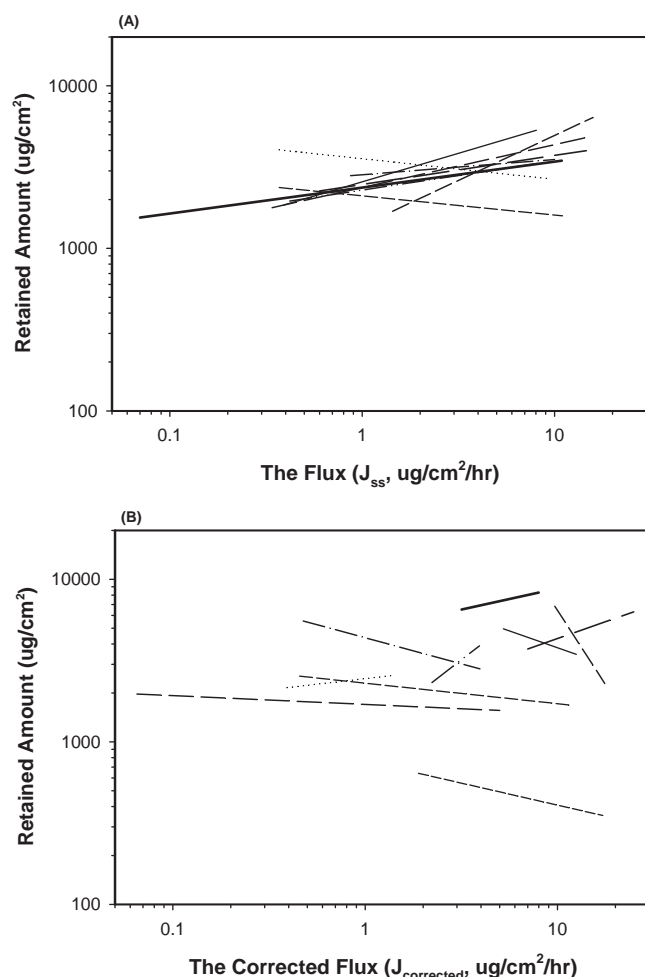 (A)
10000
1000
100
Retained Amount (ug/cm²)
0.1 1 10
The Flux (Jss, ug/cm²/hr)
(B)
10000
1000
100
Retained Amount (ug/cm²)
0.1 1 10
The Corrected Flux (Jcorrected, ug/cm²/hr)